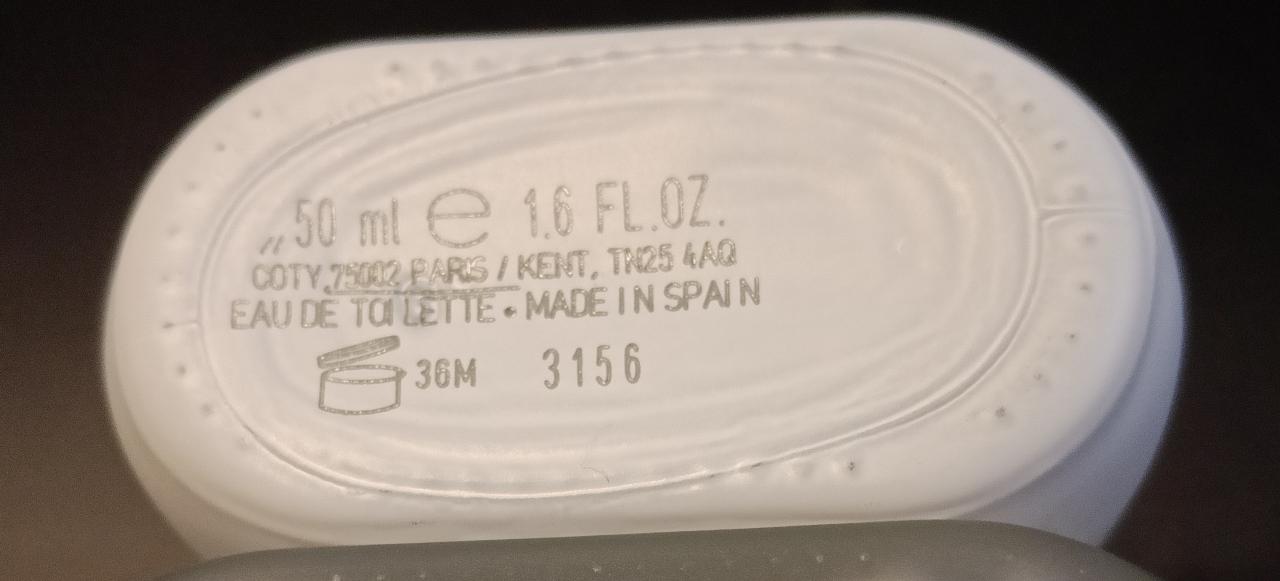 „50 ml ℮ 1.6 FL.OZ.
COTY,75002 PARIS / KENT, TN25 4AQ
EAU DE TOILETTE • MADE IN SPAIN
36M 3156